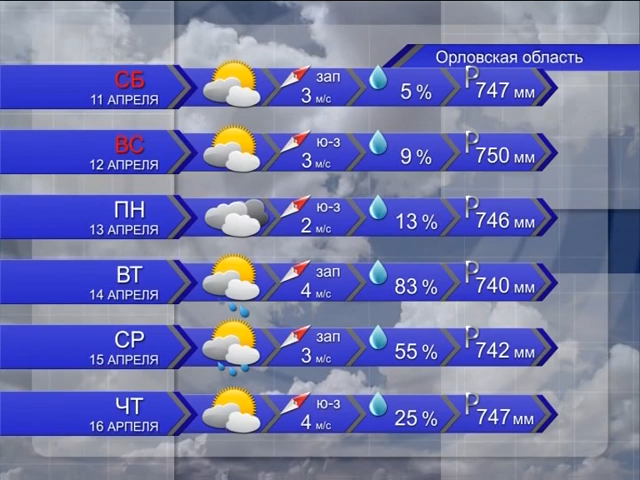 Орловская область
СБ
11 АПРЕЛЯ
зап
3 м/с
5 %
747 мм
ВС
12 АПРЕЛЯ
ю-з
3 м/с
9 %
750 мм
ПН
13 АПРЕЛЯ
ю-з
2 м/с
13 %
746 мм
ВТ
14 АПРЕЛЯ
зап
4 м/с
83 %
740 мм
СР
15 АПРЕЛЯ
зап
3 м/с
55 %
742 мм
ЧТ
16 АРПЕЛЯ
ю-з
4 м/с
25 %
747 мм